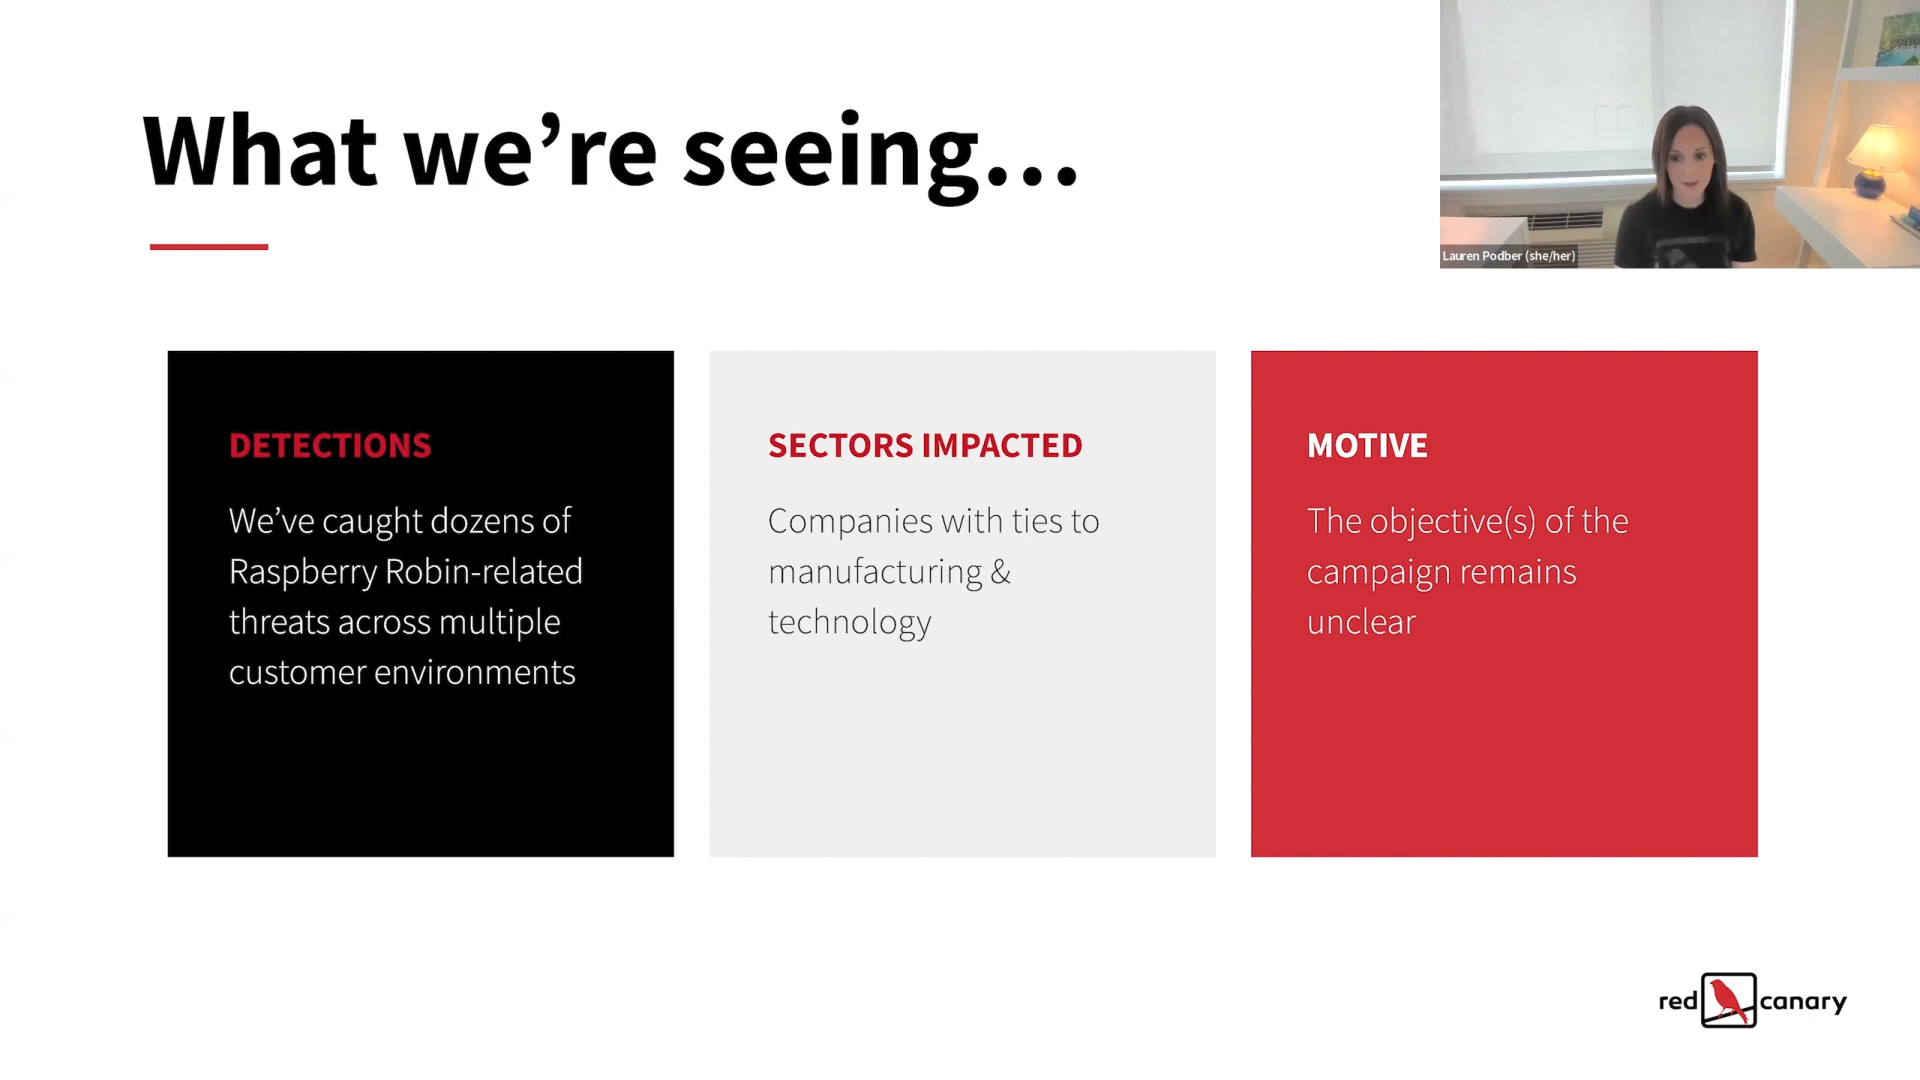 What we’re seeing…
Lauren Podber (she/her)
DETECTIONS
We’ve caught dozens of
Raspberry Robin-related
threats across multiple
customer environments
SECTORS IMPACTED
Companies with ties to
manufacturing &
technology
MOTIVE
The objective(s) of the
campaign remains
unclear
red canary